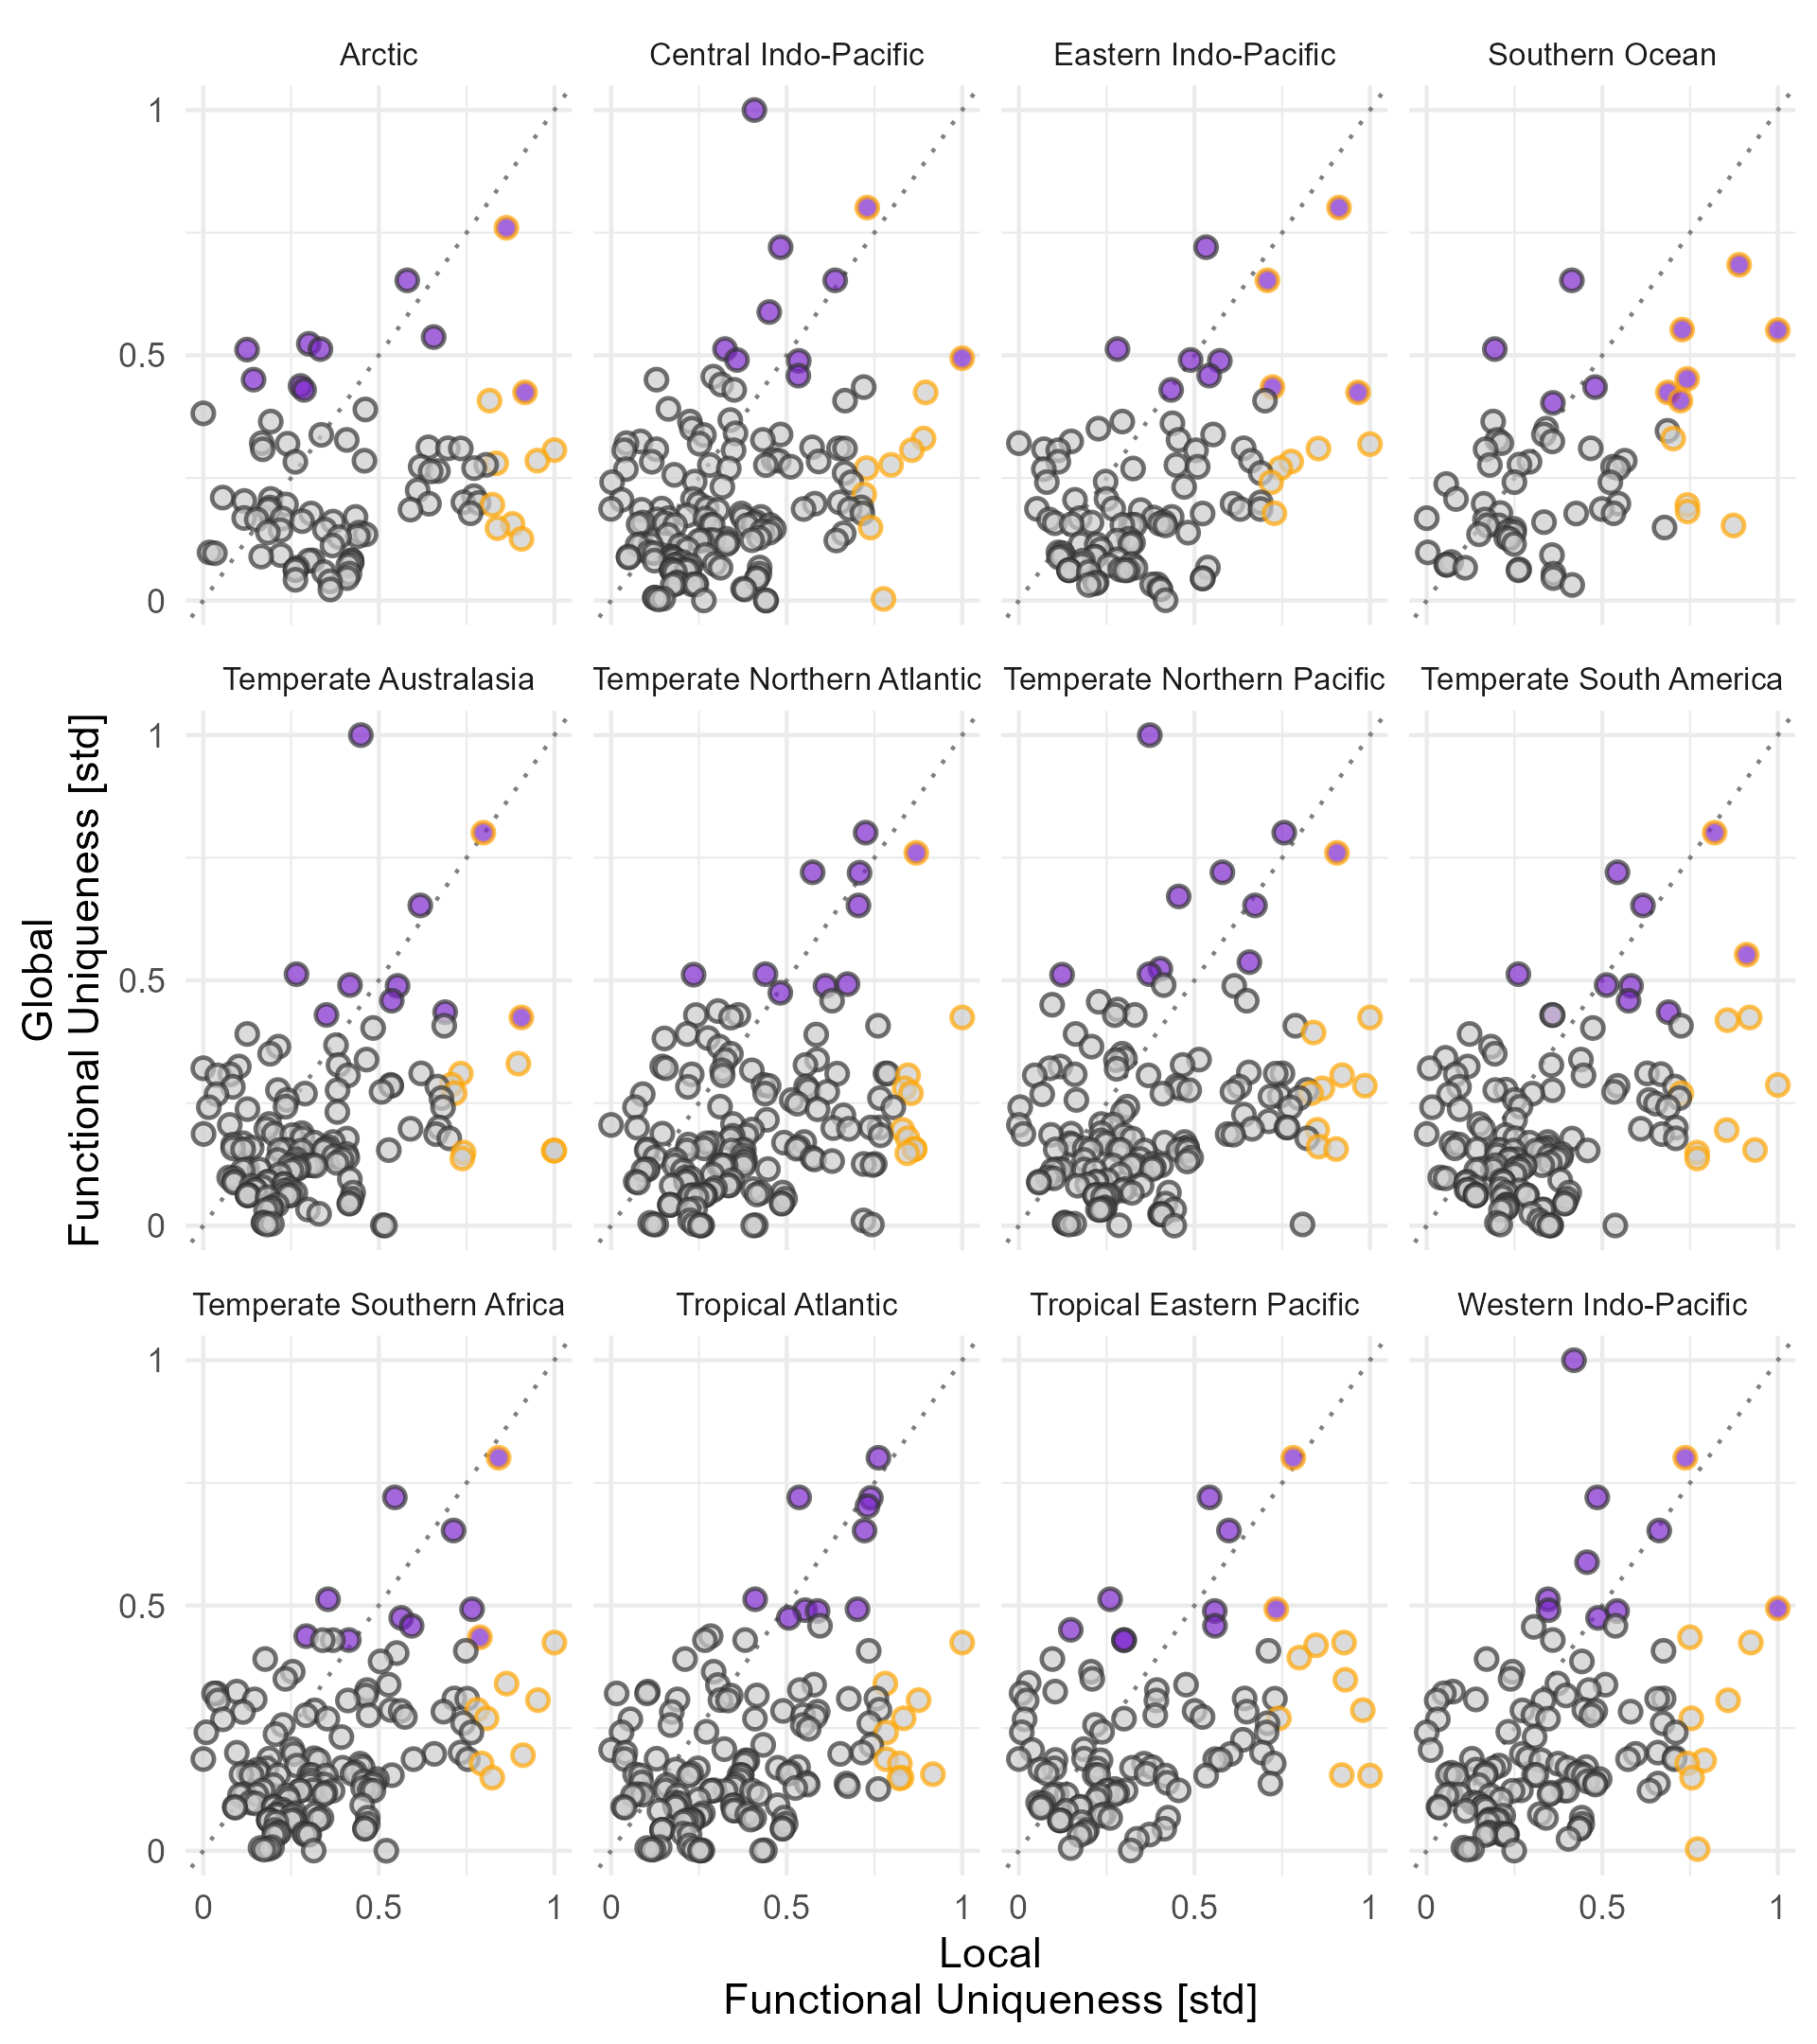 Arctic
Central Indo-Pacific
Eastern Indo-Pacific
Southern Ocean
1
0.5
0
Temperate Australasia
Temperate Northern Atlantic
Temperate Northern Pacific
Temperate South America
1
0.5
0
Global
Functional Uniqueness [std]
Temperate Southern Africa
Tropical Atlantic
Tropical Eastern Pacific
Western Indo-Pacific
1
0.5
0
0 0.5 1
0 0.5 1
0 0.5 1
0 0.5 1
Local
Functional Uniqueness [std]